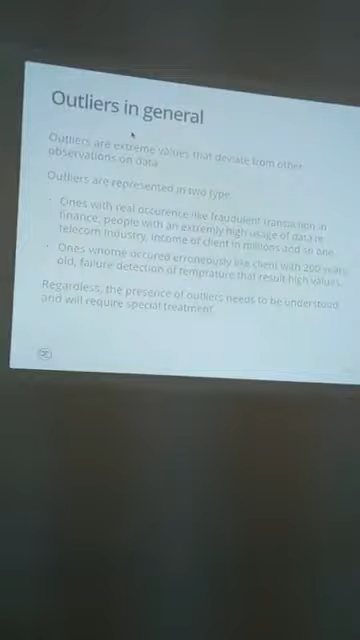 Outliers in general
Outliers are extreme values that deviate from other
observations on data
Outliers are represented in two type
Ones with real occurence like fraudulent transaction in
finance, people with an extremly high usage of data in
telecom industry, income of client in millions and so one
Ones whome occured erroneously like client with 200 years
old, failure detection of temprature that result high values.
Regardless, the presence of outliers needs to be understood
and will require special treatment